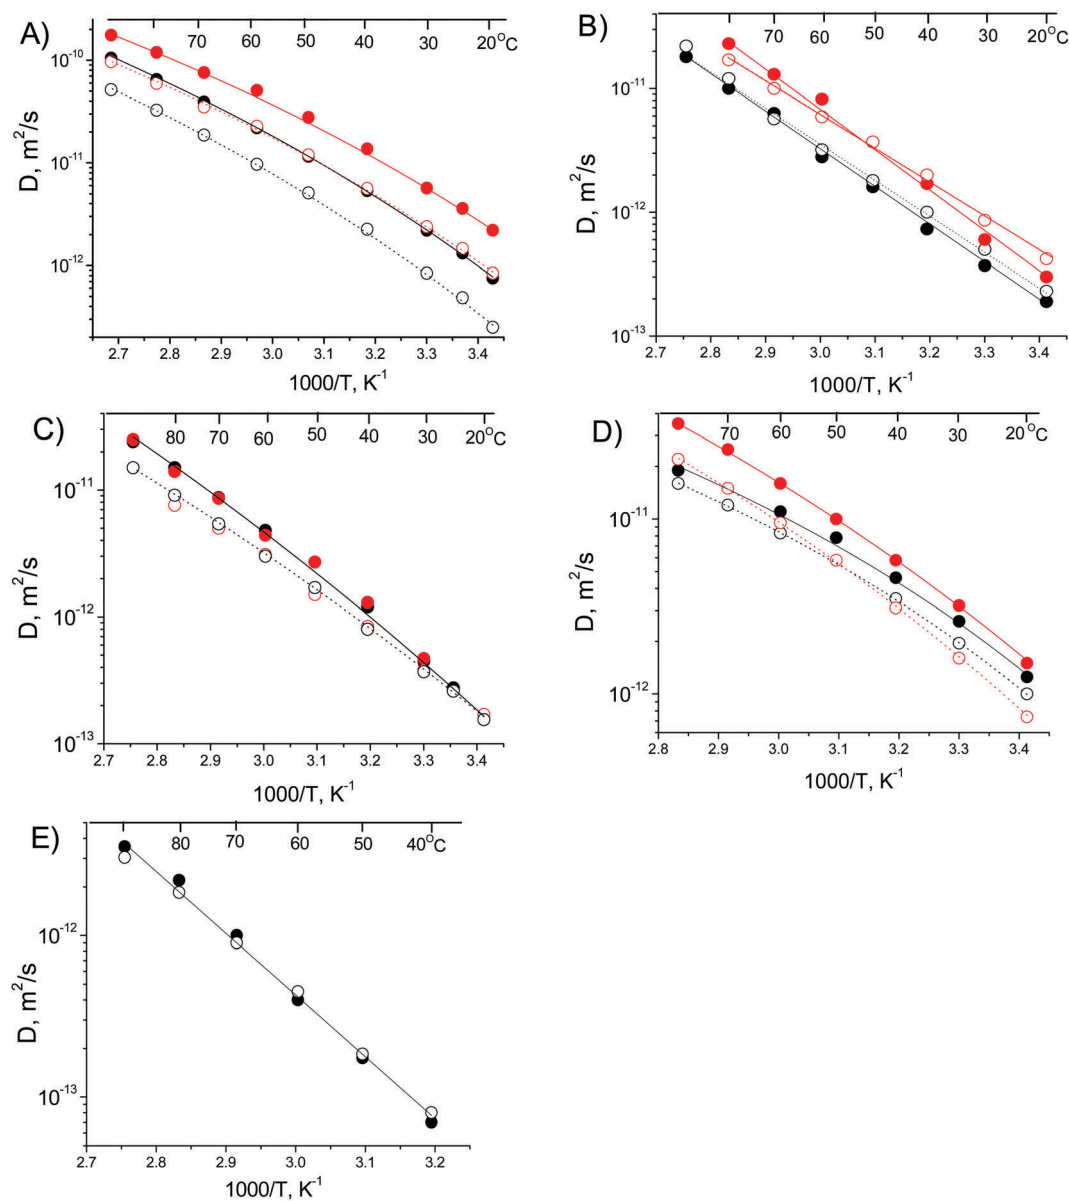 A)
70 60 50 40 30 20°C
10⁻¹⁰
10⁻¹¹
10⁻¹²
D, m²/s
2.7 2.8 2.9 3.0 3.1 3.2 3.3 3.4
1000/T, K⁻¹
B)
70 60 50 40 30 20°C
10⁻¹¹
10⁻¹²
10⁻¹³
D, m²/s
2.7 2.8 2.9 3.0 3.1 3.2 3.3 3.4
1000/T, K⁻¹
C)
80 70 60 50 40 30 20°C
10⁻¹¹
10⁻¹²
10⁻¹³
D, m²/s
2.7 2.8 2.9 3.0 3.1 3.2 3.3 3.4
1000/T, K⁻¹
D)
70 60 50 40 30 20°C
10⁻¹¹
10⁻¹²
D, m²/s
2.8 2.9 3.0 3.1 3.2 3.3 3.4
1000/T, K⁻¹
E)
80 70 60 50 40°C
10⁻¹²
10⁻¹³
D, m²/s
2.7 2.8 2.9 3.0 3.1 3.2
1000/T, K⁻¹